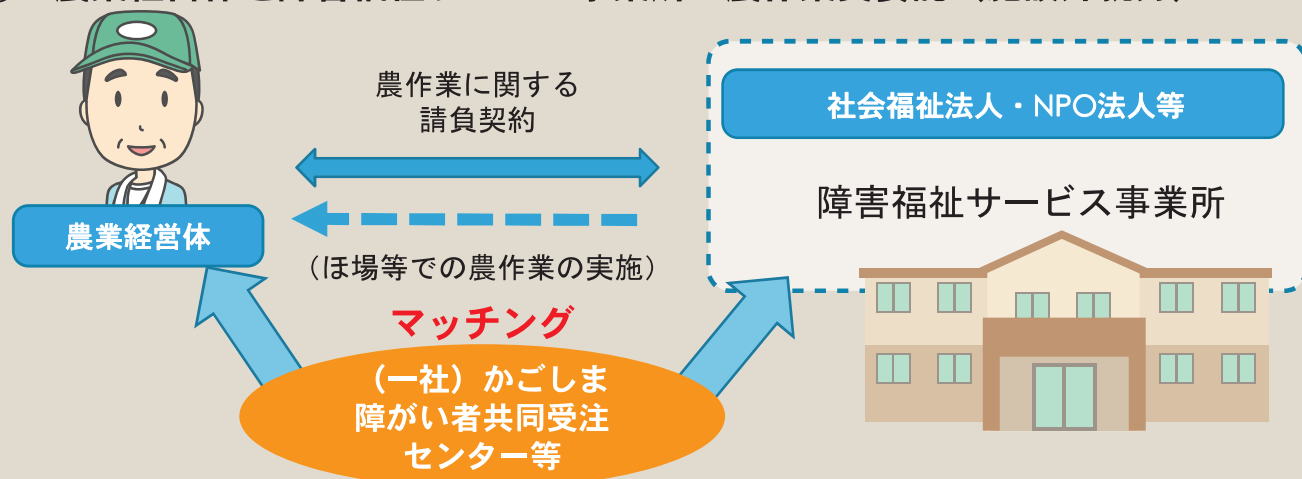 農作業に関する
請負契約
社会福祉法人・NPO法人等
障害福祉サービス事業所
農業経営体
（ほ場等での農作業の実施）
マッチング
（一社）かごしま
障がい者共同受注
センター等